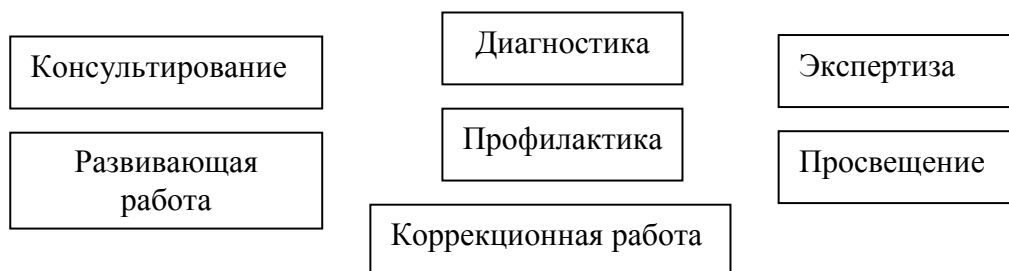 Диагностика
Консультирование
Экспертиза
Профилактика
Развивающая
работа
Просвещение
Коррекционная работа